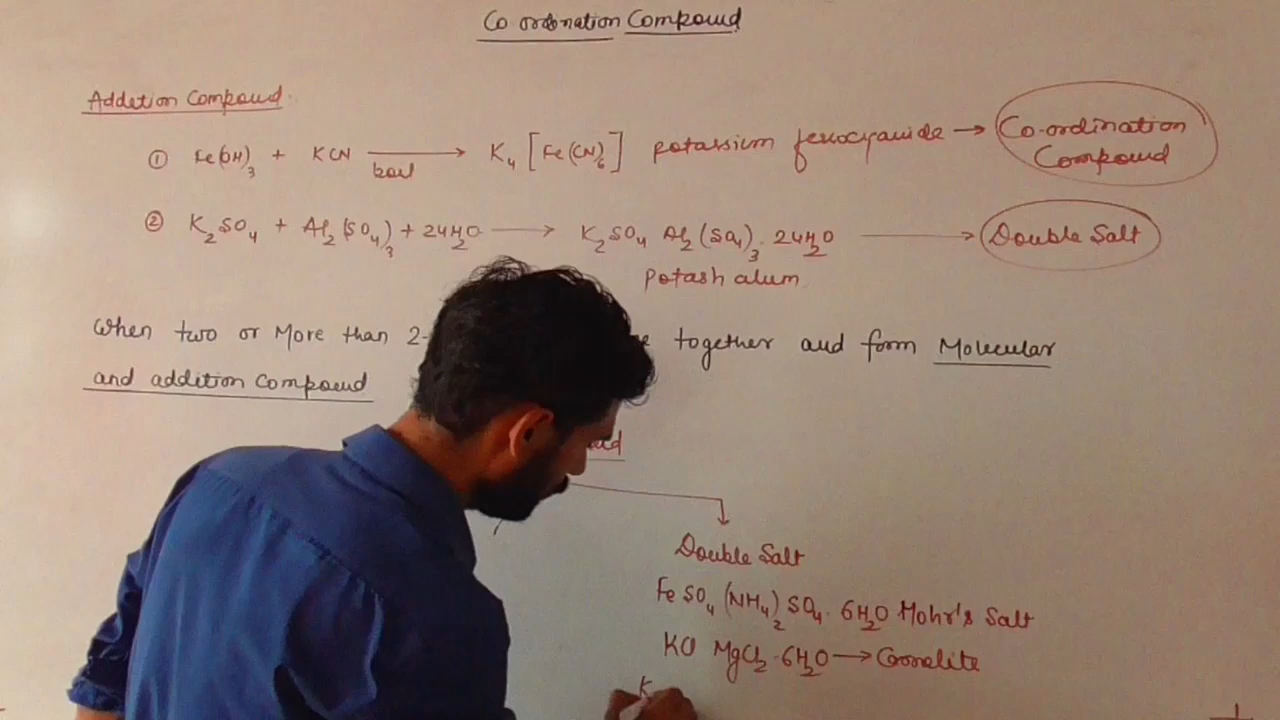 Co ordonation Compound
Addetion Compound
① Fe(OH)₃ + KCN → K₄ [Fe(CN)₆] potassium ferrocyanide → Co-ordination
boil
Compound
② K₂SO₄ + Al₂(SO₄)₃ + 24H₂O → K₂SO₄ Al₂(SO₄)₃ . 24H₂O → Double Salt
Potash alum
When two or More than 2- together and form Molecular
and addition Compound
Double Salt
FeSO₄ (NH₄)₂ SO₄ . 6H₂O Mohr's Salt
KCl MgCl₂ . 6H₂O →
K